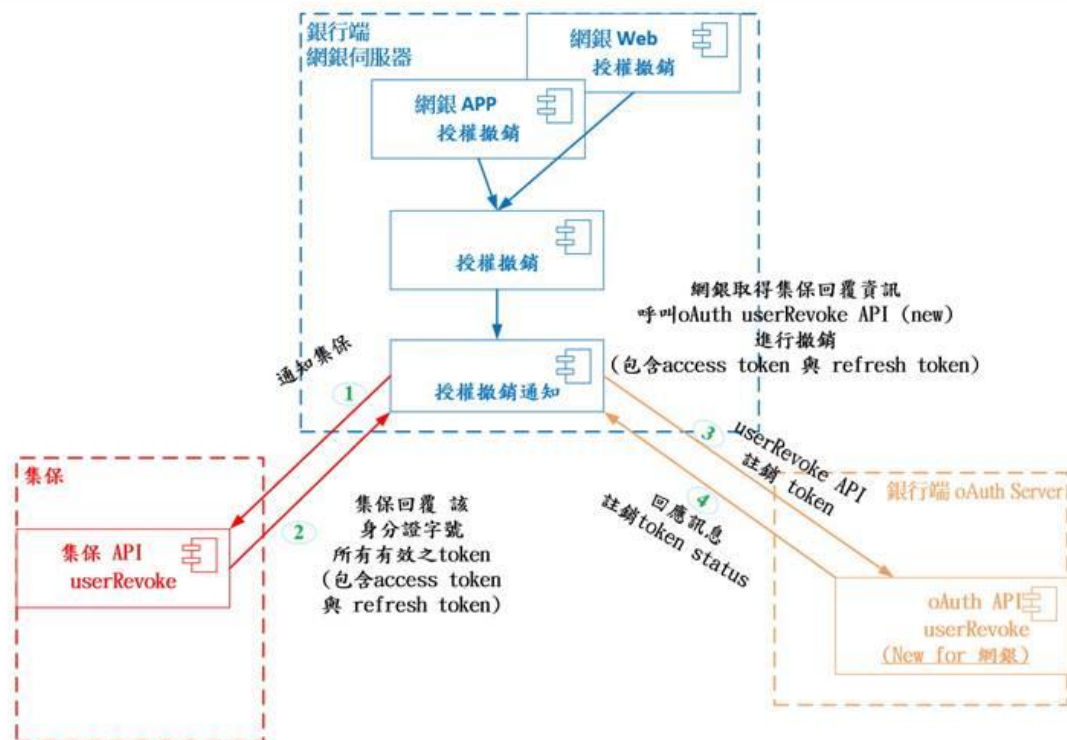 銀行端
網銀伺服器
網銀 Web
授權撤銷
網銀 APP
授權撤銷
授權撤銷
授權撤銷通知
網銀取得集保回覆資訊
呼叫oAuth userRevoke API (new)
進行撤銷
(包含access token 與 refresh token)
通知集保
1
2
集保回覆 該
身分證字號
所有有效之token
(包含access token
與 refresh token)
3
userRevoke API
註銷 token
4
回應訊息
註銷token status
集保
集保 API
userRevoke
銀行端 oAuth Server
oAuth API
userRevoke
(New for 網銀)